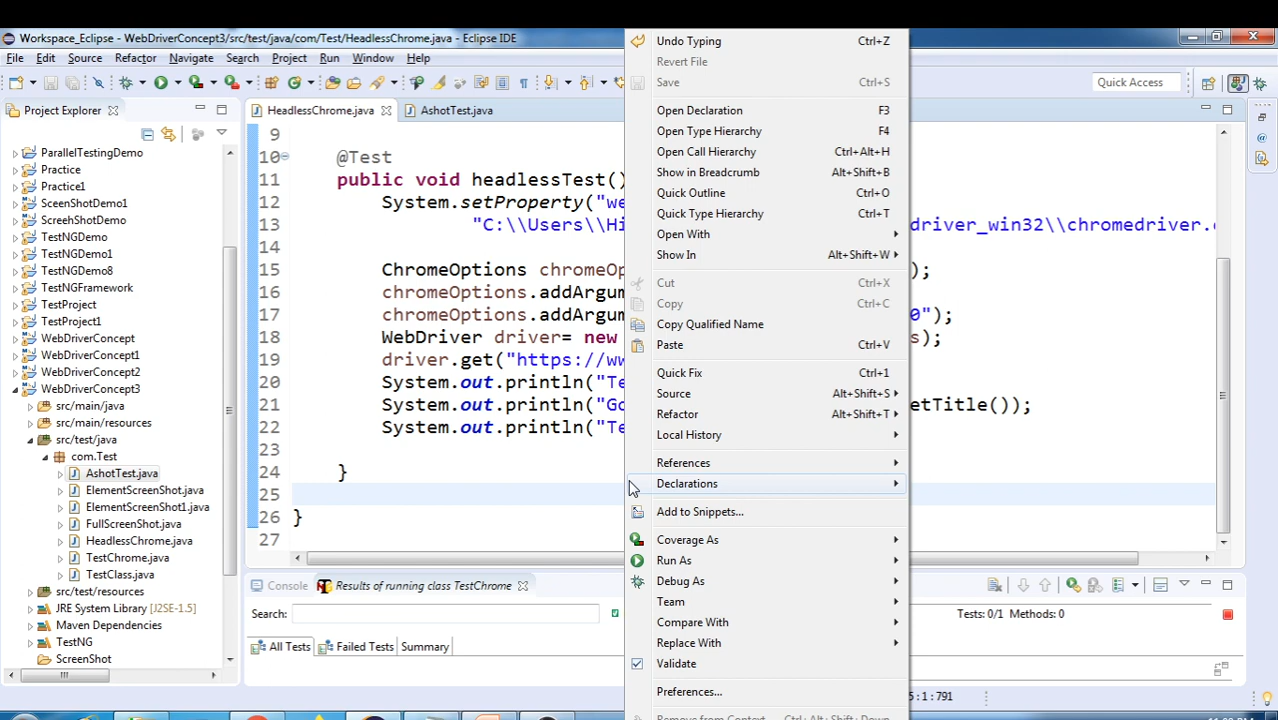 Workspace_Eclipse - WebDriverConcept3/src/test/java/com/Test/HeadlessChrome.java - Eclipse IDE
File Edit Source Refactor Navigate Search Project Run Window Help
Quick Access
Project Explorer
ParallelTestingDemo
Practice
Practice1
SceenShotDemo1
ScreehShotDemo
TestNGDemo
TestNGDemo1
TestNGDemo8
TestNGFramework
TestProject
TestProject1
WebDriverConcept
WebDriverConcept1
WebDriverConcept2
WebDriverConcept3
src/main/java
src/main/resources
src/test/java
com.Test
AshotTest.java
ElementScreenShot.java
ElementScreenShot1.java
FullScreenShot.java
HeadlessChrome.java
TestChrome.java
TestClass.java
src/test/resources
JRE System Library [J2SE-1.5]
Maven Dependencies
TestNG
ScreenShot
HeadlessChrome.java AshotTest.java
9
10 @Test
11 public void headlessTest()
12 System.setProperty("we
13 "C:\\Users\\Hi driver_win32\\chromedriver.
14
15 ChromeOptions chromeOp );
16 chromeOptions.addArgum
17 chromeOptions.addArgum 0");
18 WebDriver driver= new s);
19 driver.get("https://ww
20 System.out.println("Te
21 System.out.println("Go etTitle());
22 System.out.println("Te
23
24 }
25
26 }
27
Undo Typing Ctrl+Z
Revert File
Save Ctrl+S
Open Declaration F3
Open Type Hierarchy F4
Open Call Hierarchy Ctrl+Alt+H
Show in Breadcrumb Alt+Shift+B
Quick Outline Ctrl+O
Quick Type Hierarchy Ctrl+T
Open With
Show In Alt+Shift+W
Cut Ctrl+X
Copy Ctrl+C
Copy Qualified Name
Paste Ctrl+V
Quick Fix Ctrl+1
Source Alt+Shift+S
Refactor Alt+Shift+T
Local History
References
Declarations
Add to Snippets...
Coverage As
Run As
Debug As
Team
Compare With
Replace With
Validate
Preferences...
Remove from Context Ctrl+Alt+Shift+Down
Console Results of running class TestChrome
Search:
Tests: 0/1 Methods: 0
All Tests Failed Tests Summary
5:1:791